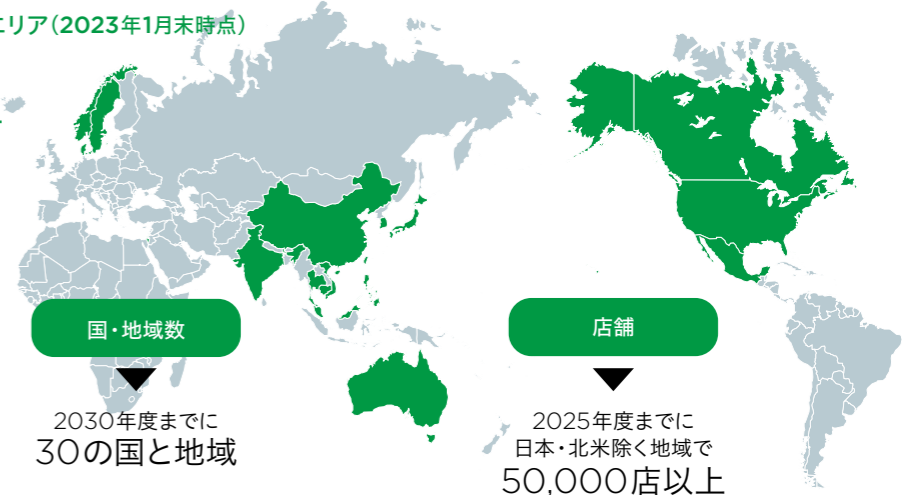 エリア（2023年1月末時点）
国・地域数
2030年度までに
30の国と地域
店舗
2025年度までに
日本・北米除く地域で
50,000店以上